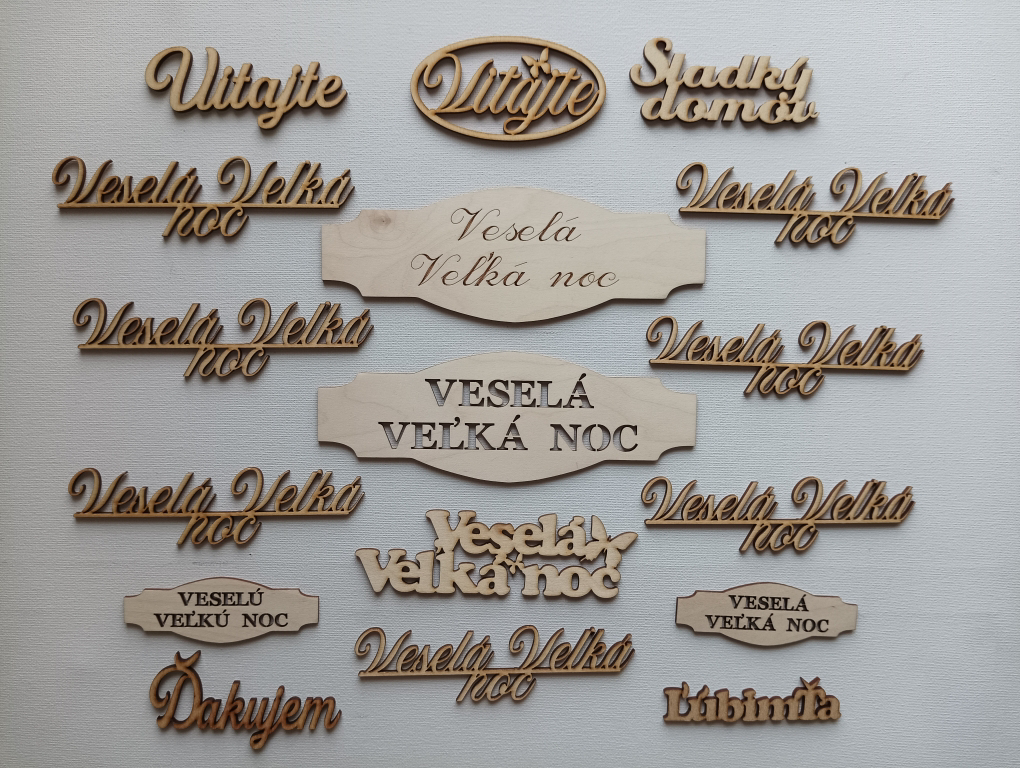 Vitajte
Vitajte
Sladký
domov
Veselá Veľká
noc
Veselá
Veľká noc
Veselá Veľká
noc
Veselá Veľká
noc
VESELÁ
VEĽKÁ NOC
Veselá Veľká
noc
Veselá Veľká
noc
Veselá
Veľká noc
Veselá Veľká
noc
VESELÚ
VEĽKÚ NOC
Veselá Veľká
noc
VESELÁ
VEĽKÁ NOC
Ďakujem
ĽúbimŤa